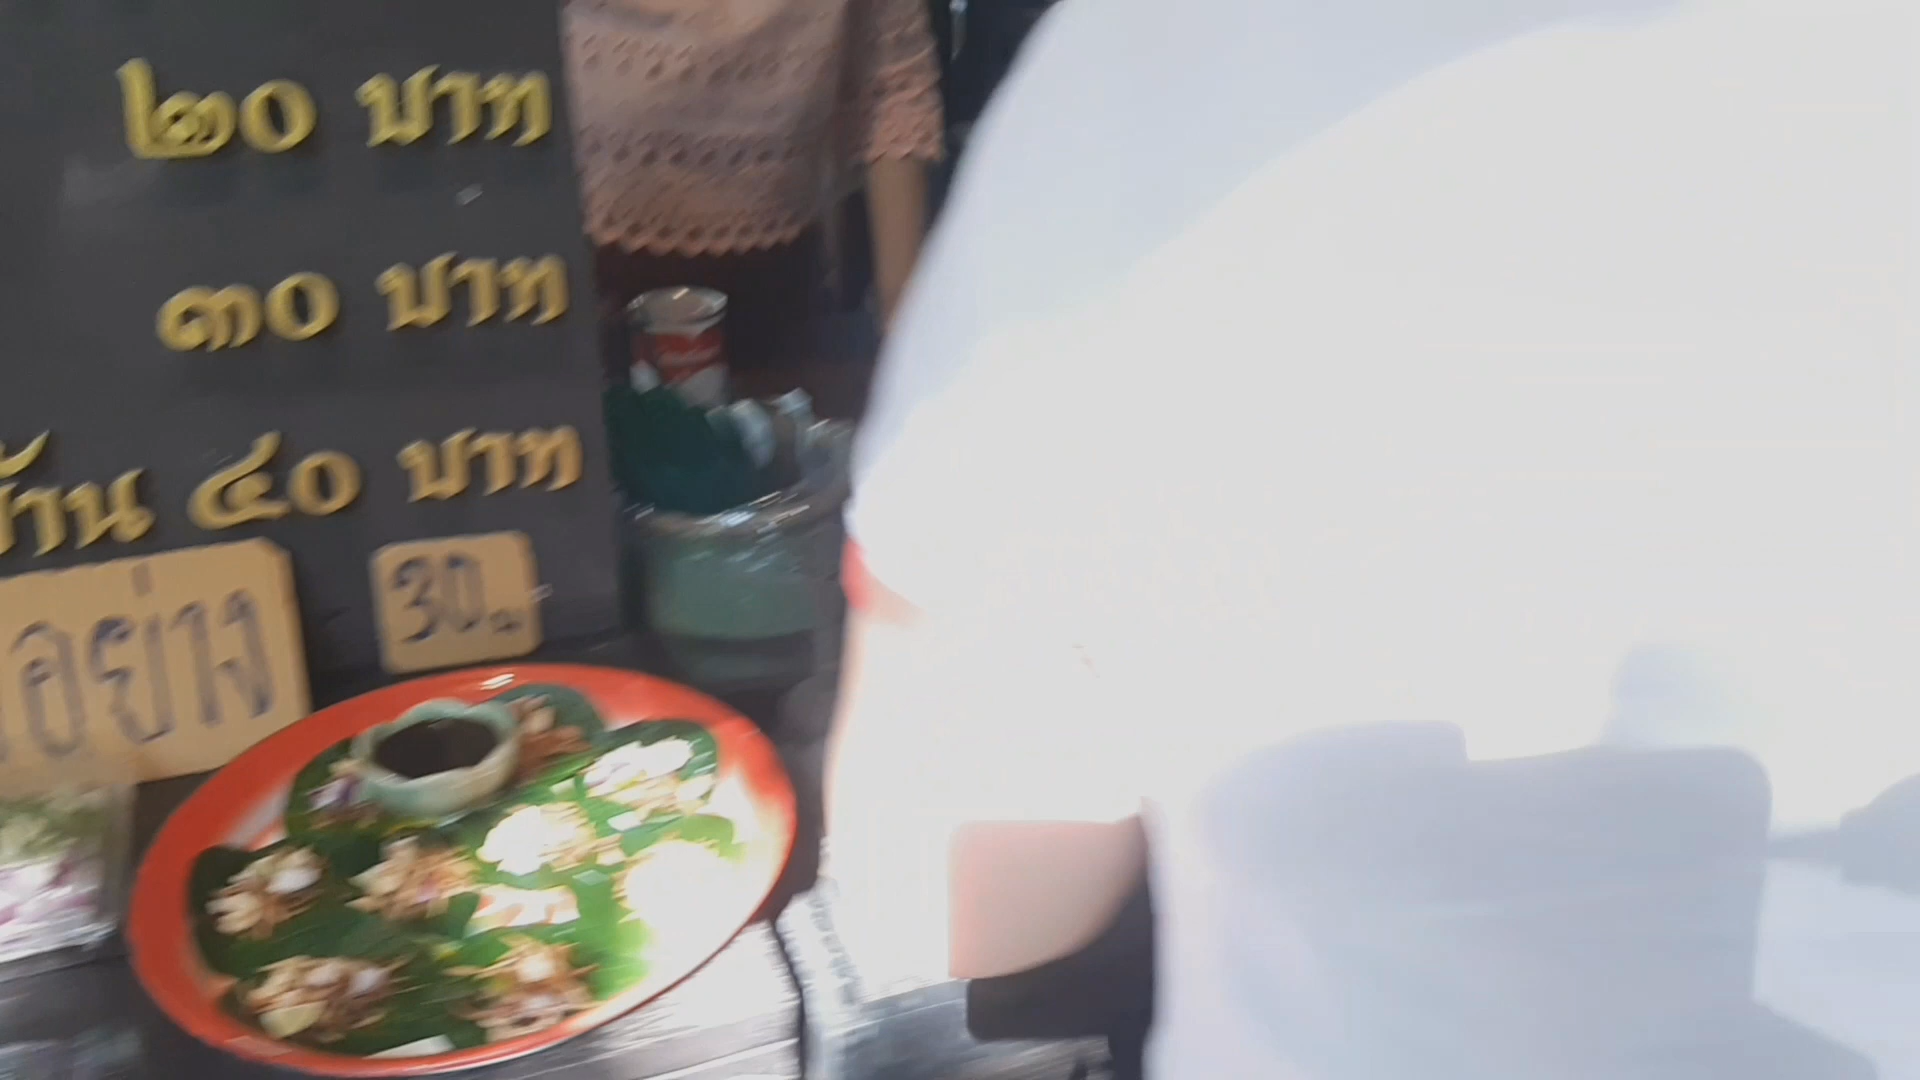 ๒๐ บาท
๓๐ บาท
้าน ๔๐ บาท
อย่าง
30.-